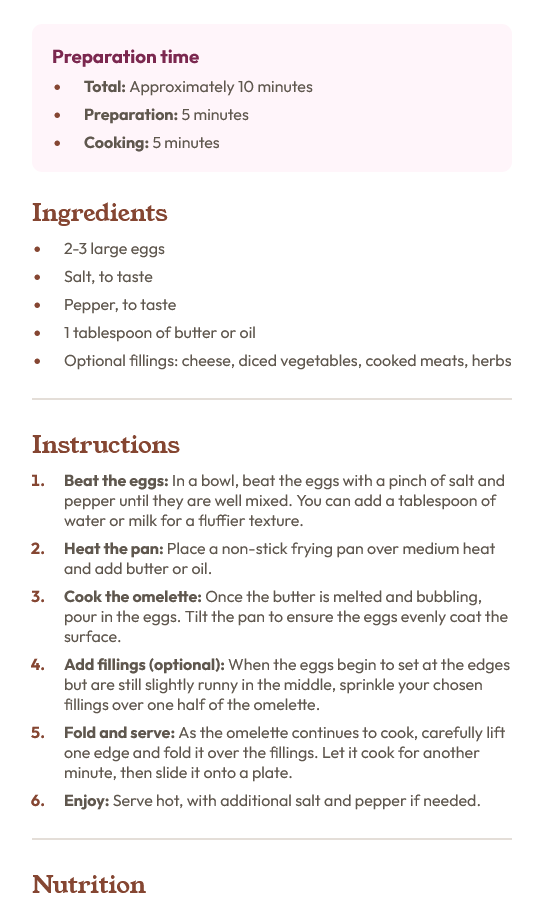 Preparation time
• Total: Approximately 10 minutes
• Preparation: 5 minutes
• Cooking: 5 minutes
Ingredients
• 2-3 large eggs
• Salt, to taste
• Pepper, to taste
• 1 tablespoon of butter or oil
• Optional fillings: cheese, diced vegetables, cooked meats, herbs
Instructions
1. Beat the eggs: In a bowl, beat the eggs with a pinch of salt and
pepper until they are well mixed. You can add a tablespoon of
water or milk for a fluffier texture.
2. Heat the pan: Place a non-stick frying pan over medium heat
and add butter or oil.
3. Cook the omelette: Once the butter is melted and bubbling,
pour in the eggs. Tilt the pan to ensure the eggs evenly coat the
surface.
4. Add fillings (optional): When the eggs begin to set at the edges
but are still slightly runny in the middle, sprinkle your chosen
fillings over one half of the omelette.
5. Fold and serve: As the omelette continues to cook, carefully lift
one edge and fold it over the fillings. Let it cook for another
minute, then slide it onto a plate.
6. Enjoy: Serve hot, with additional salt and pepper if needed.
Nutrition